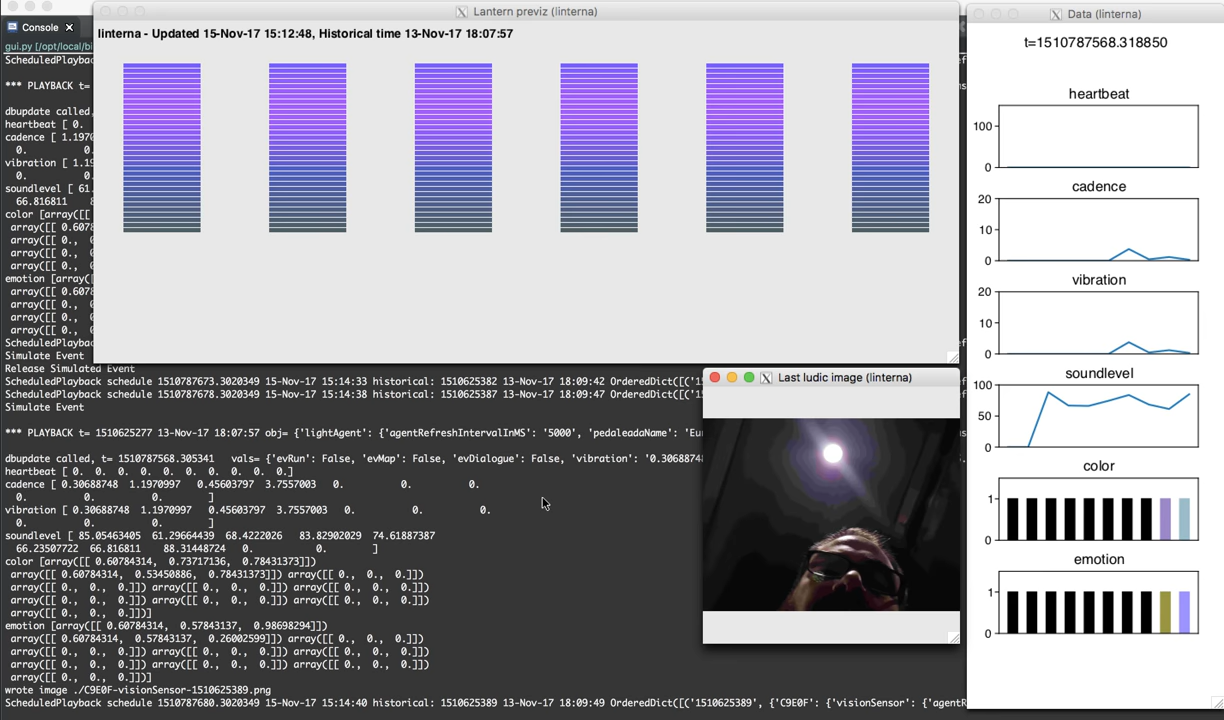 Console
gui.py [/opt/local/bi
ScheduledPlaybac
*** PLAYBACK t=
dbupdate called,
heartbeat [ 0.
cadence [ 1.1970
0. 0.
vibration [ 1.19
soundlevel [ 61.
66.816811
color [array([[
array([[ 0.6078
array([[ 0., 0
array([[ 0., 0
array([[ 0., 0
emotion [array([
array([[ 0.6078
array([[ 0., 0
array([[ 0., 0
array([[ 0., 0
ScheduledPlaybac
Simulate Event
Release Simulated Event
ScheduledPlayback schedule 1510787673.3020349 15-Nov-17 15:14:33 historical: 1510625382 13-Nov-17 18:09:42 OrderedDict([('15
ScheduledPlayback schedule 1510787678.3020349 15-Nov-17 15:14:38 historical: 1510625387 13-Nov-17 18:09:47 OrderedDict([('15
Simulate Event
*** PLAYBACK t= 1510625277 13-Nov-17 18:07:57 obj= {'lightAgent': {'agentRefreshIntervalInMS': '5000', 'pedaleadaName': 'Eu
dbupdate called, t= 1510787568.305341 vals= {'evRun': False, 'evMap': False, 'evDialogue': False, 'vibration': '0.30688748
heartbeat [ 0. 0. 0. 0. 0. 0. 0. 0. 0. 0.]
cadence [ 0.30688748 1.1970997 0.45603797 3.7557003 0. 0. 0.
0. 0. 0. ]
vibration [ 0.30688748 1.1970997 0.45603797 3.7557003 0. 0. 0.
0. 0. 0. ]
soundlevel [ 85.05463405 61.29664439 68.4222026 83.82902029 74.61887387
66.23507722 66.816811 88.31448724 0. 0. ]
color [array([[ 0.60784314, 0.73717136, 0.78431373]])
array([[ 0.60784314, 0.53450886, 0.78431373]]) array([[ 0., 0., 0.]])
array([[ 0., 0., 0.]]) array([[ 0., 0., 0.]]) array([[ 0., 0., 0.]])
array([[ 0., 0., 0.]]) array([[ 0., 0., 0.]]) array([[ 0., 0., 0.]])
array([[ 0., 0., 0.]])]
emotion [array([[ 0.60784314, 0.57843137, 0.98698294]])
array([[ 0.60784314, 0.57843137, 0.26002599]]) array([[ 0., 0., 0.]])
array([[ 0., 0., 0.]]) array([[ 0., 0., 0.]]) array([[ 0., 0., 0.]])
array([[ 0., 0., 0.]]) array([[ 0., 0., 0.]]) array([[ 0., 0., 0.]])
array([[ 0., 0., 0.]])]
wrote image ./C9E0F-visionSensor-1510625389.png
ScheduledPlayback schedule 1510787680.3020349 15-Nov-17 15:14:40 historical: 1510625389 13-Nov-17 18:09:49 OrderedDict([('1510625389', {'C9E0F': {'visionSensor': {'agentR
Lantern previz (linterna)
linterna - Updated 15-Nov-17 15:12:48, Historical time 13-Nov-17 18:07:57
Last ludic image (linterna)
Data (linterna)
t=1510787568.318850
heartbeat
100
0
cadence
20
10
0
vibration
20
10
0
soundlevel
100
50
0
color
1
0
emotion
1
0